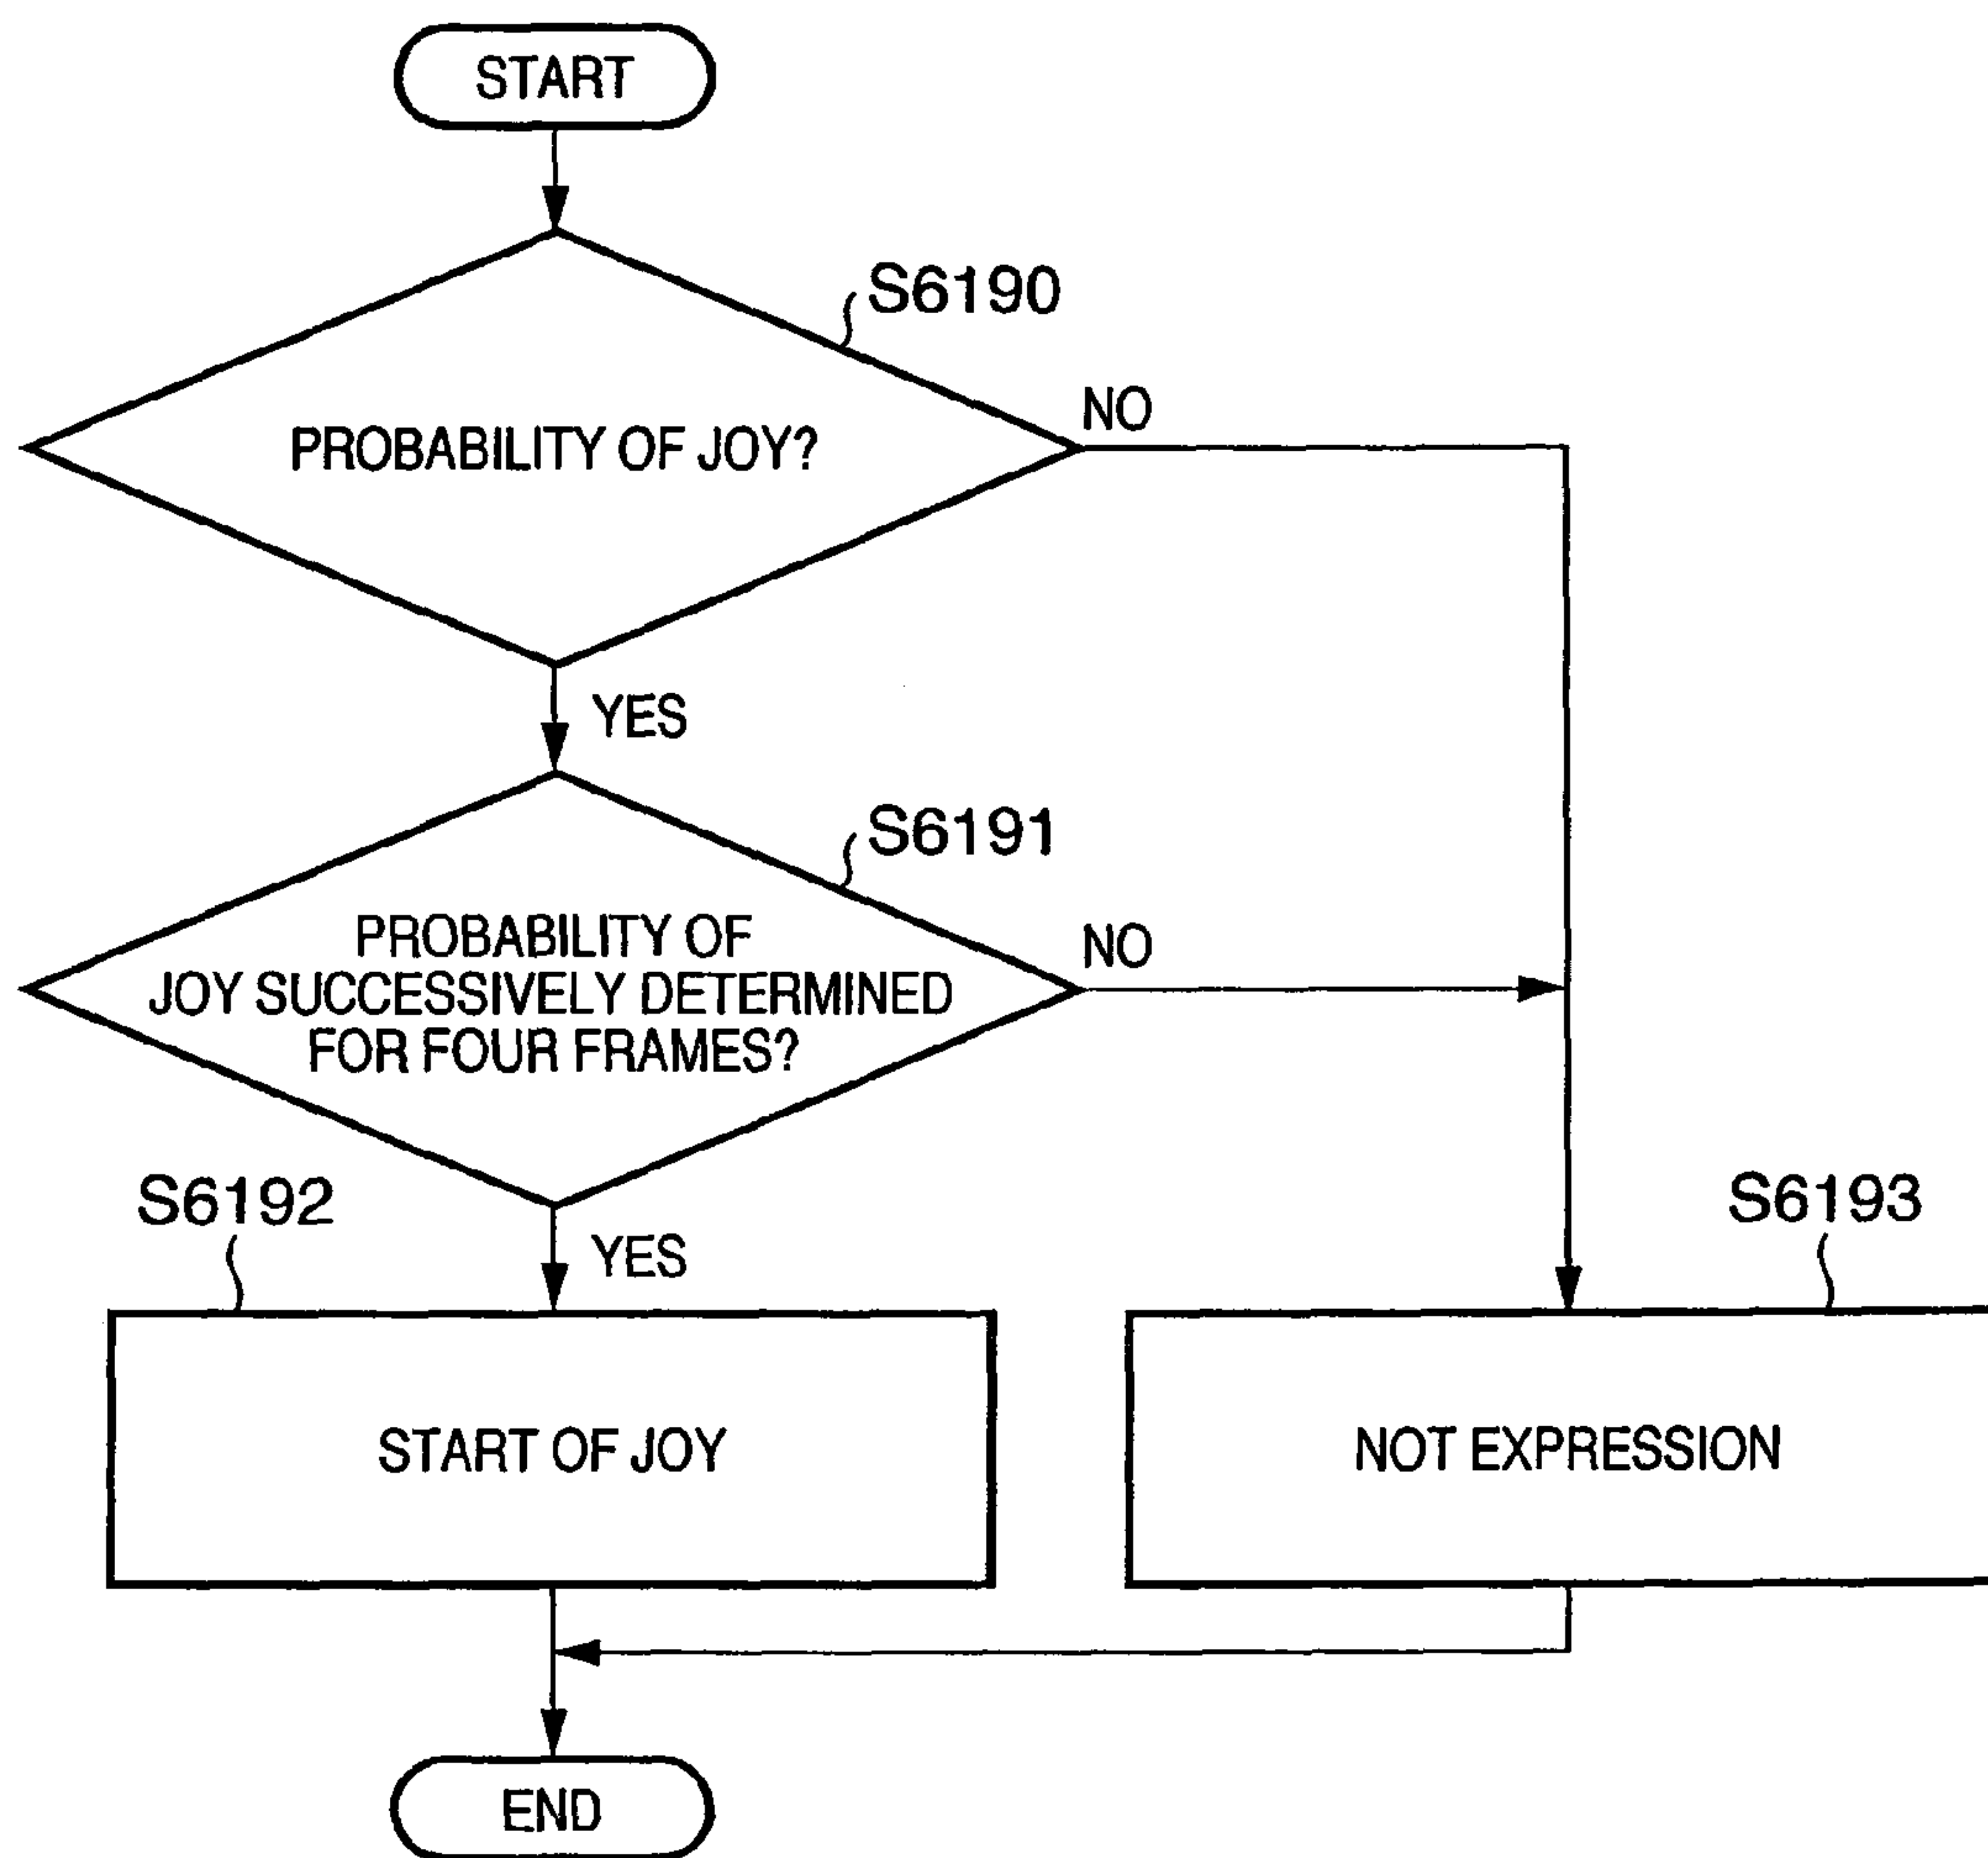 START
S6190
PROBABILITY OF JOY?
NO
YES
S6191
PROBABILITY OF
JOY SUCCESSIVELY DETERMINED
FOR FOUR FRAMES?
NO
S6192
YES
S6193
START OF JOY
NOT EXPRESSION
END